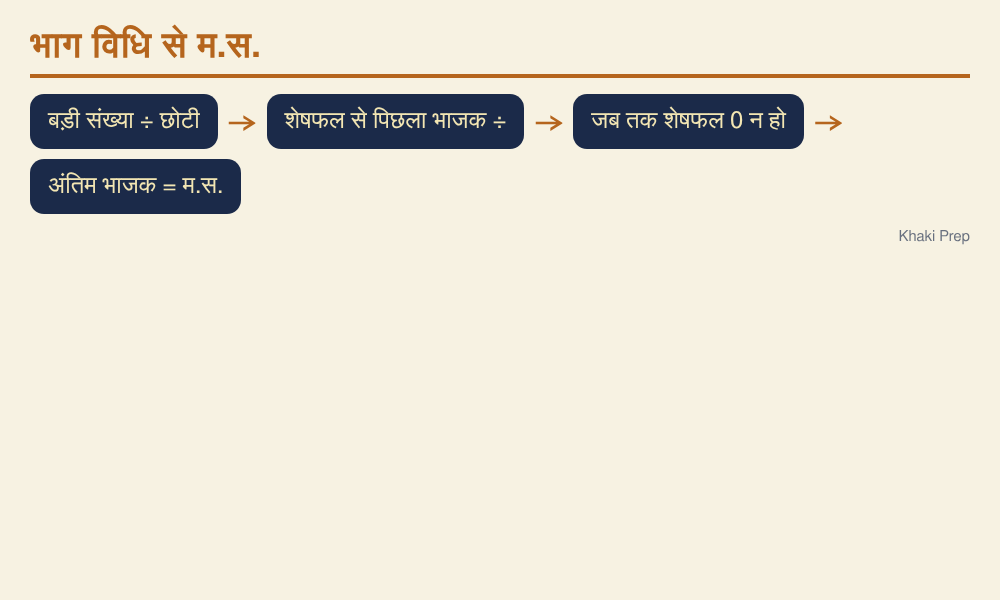 भाग विधि से म.स.
बड़ी संख्या ÷ छोटी → शेषफल से पिछला भाजक ÷ → जब तक शेषफल 0 न हो →
अंतिम भाजक = म.स.
Khaki Prep